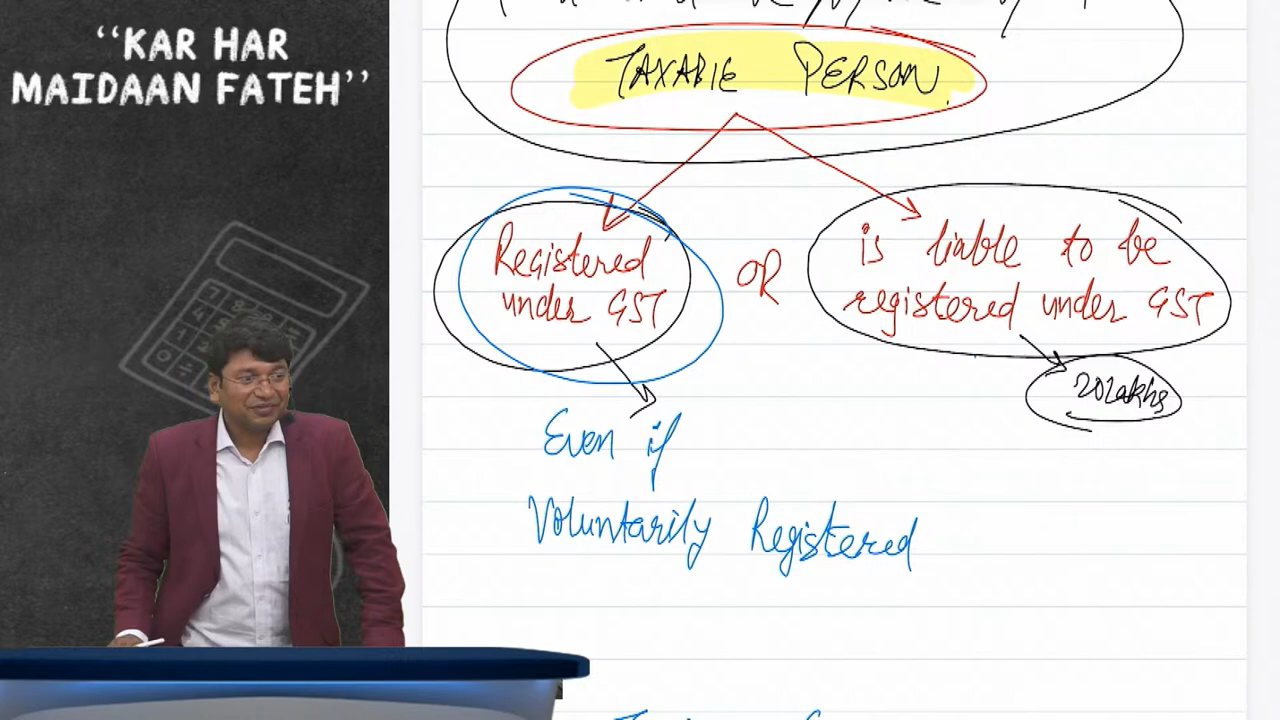 “KAR HAR
MAIDAAN FATEH”
TAXABLE PERSON.
Registered
under GST
OR
is liable to be
registered under GST
20 Lakhs
Even if
Voluntarily Registered